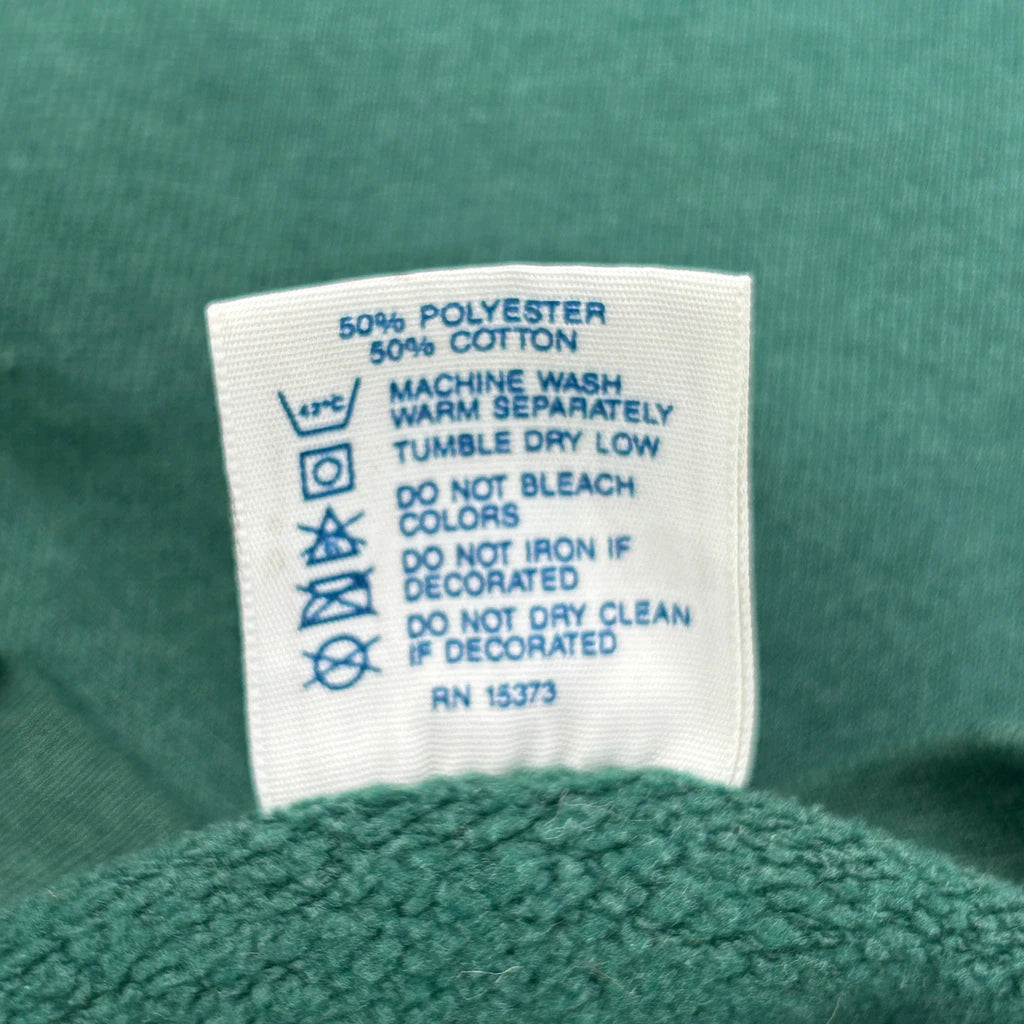 50% POLYESTER
50% COTTON
MACHINE WASH
WARM SEPARATELY
TUMBLE DRY LOW
DO NOT BLEACH
COLORS
DO NOT IRON IF
DECORATED
DO NOT DRY CLEAN
IF DECORATED
RN 15373